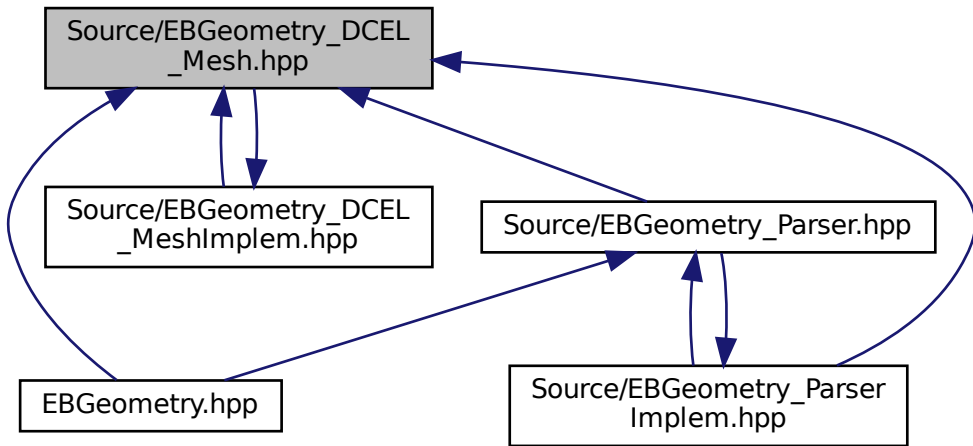 Source/EBGeometry_DCEL
_Mesh.hpp
Source/EBGeometry_DCEL
_MeshImplem.hpp
Source/EBGeometry_Parser.hpp
EBGeometry.hpp
Source/EBGeometry_Parser
Implem.hpp